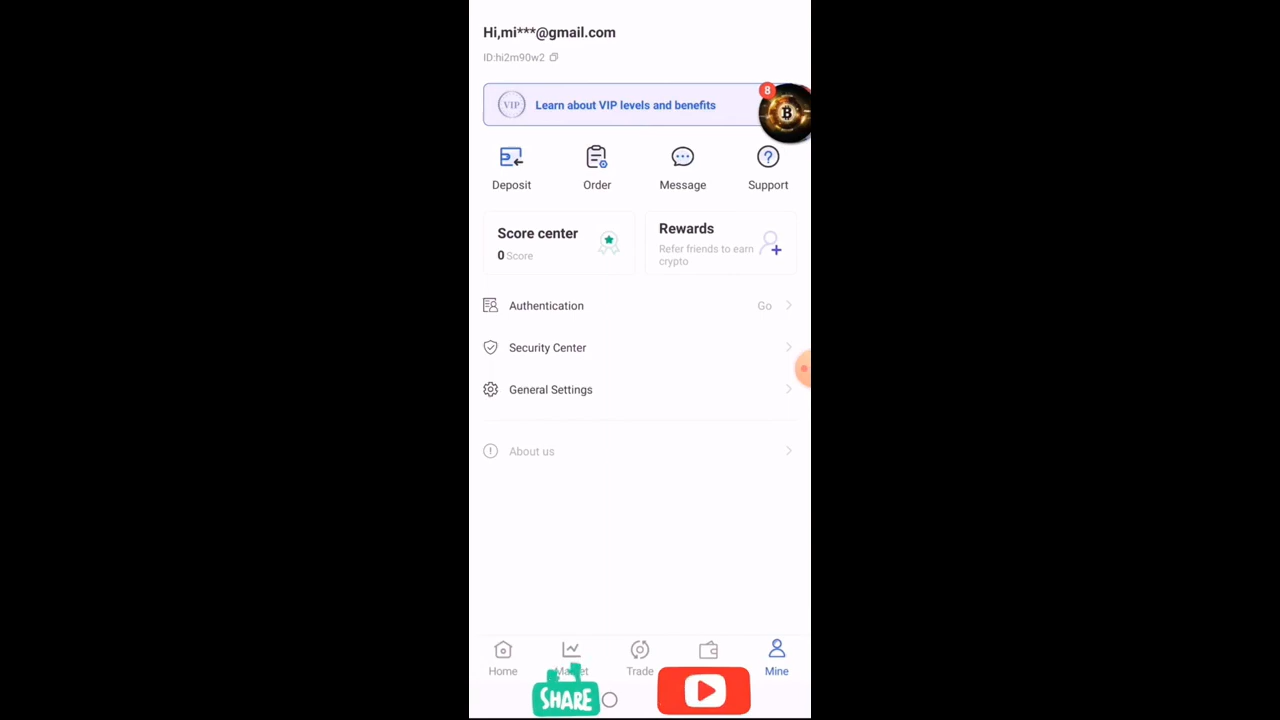 Hi,mi***@gmail.com
ID:hi2m90w2
VIP
Learn about VIP levels and benefits
8
Deposit
Order
Message
Support
Score center
0 Score
Rewards
Refer friends to earn
crypto
Authentication
Go
Security Center
General Settings
About us
Home
Market
Trade
Mine
SHARE